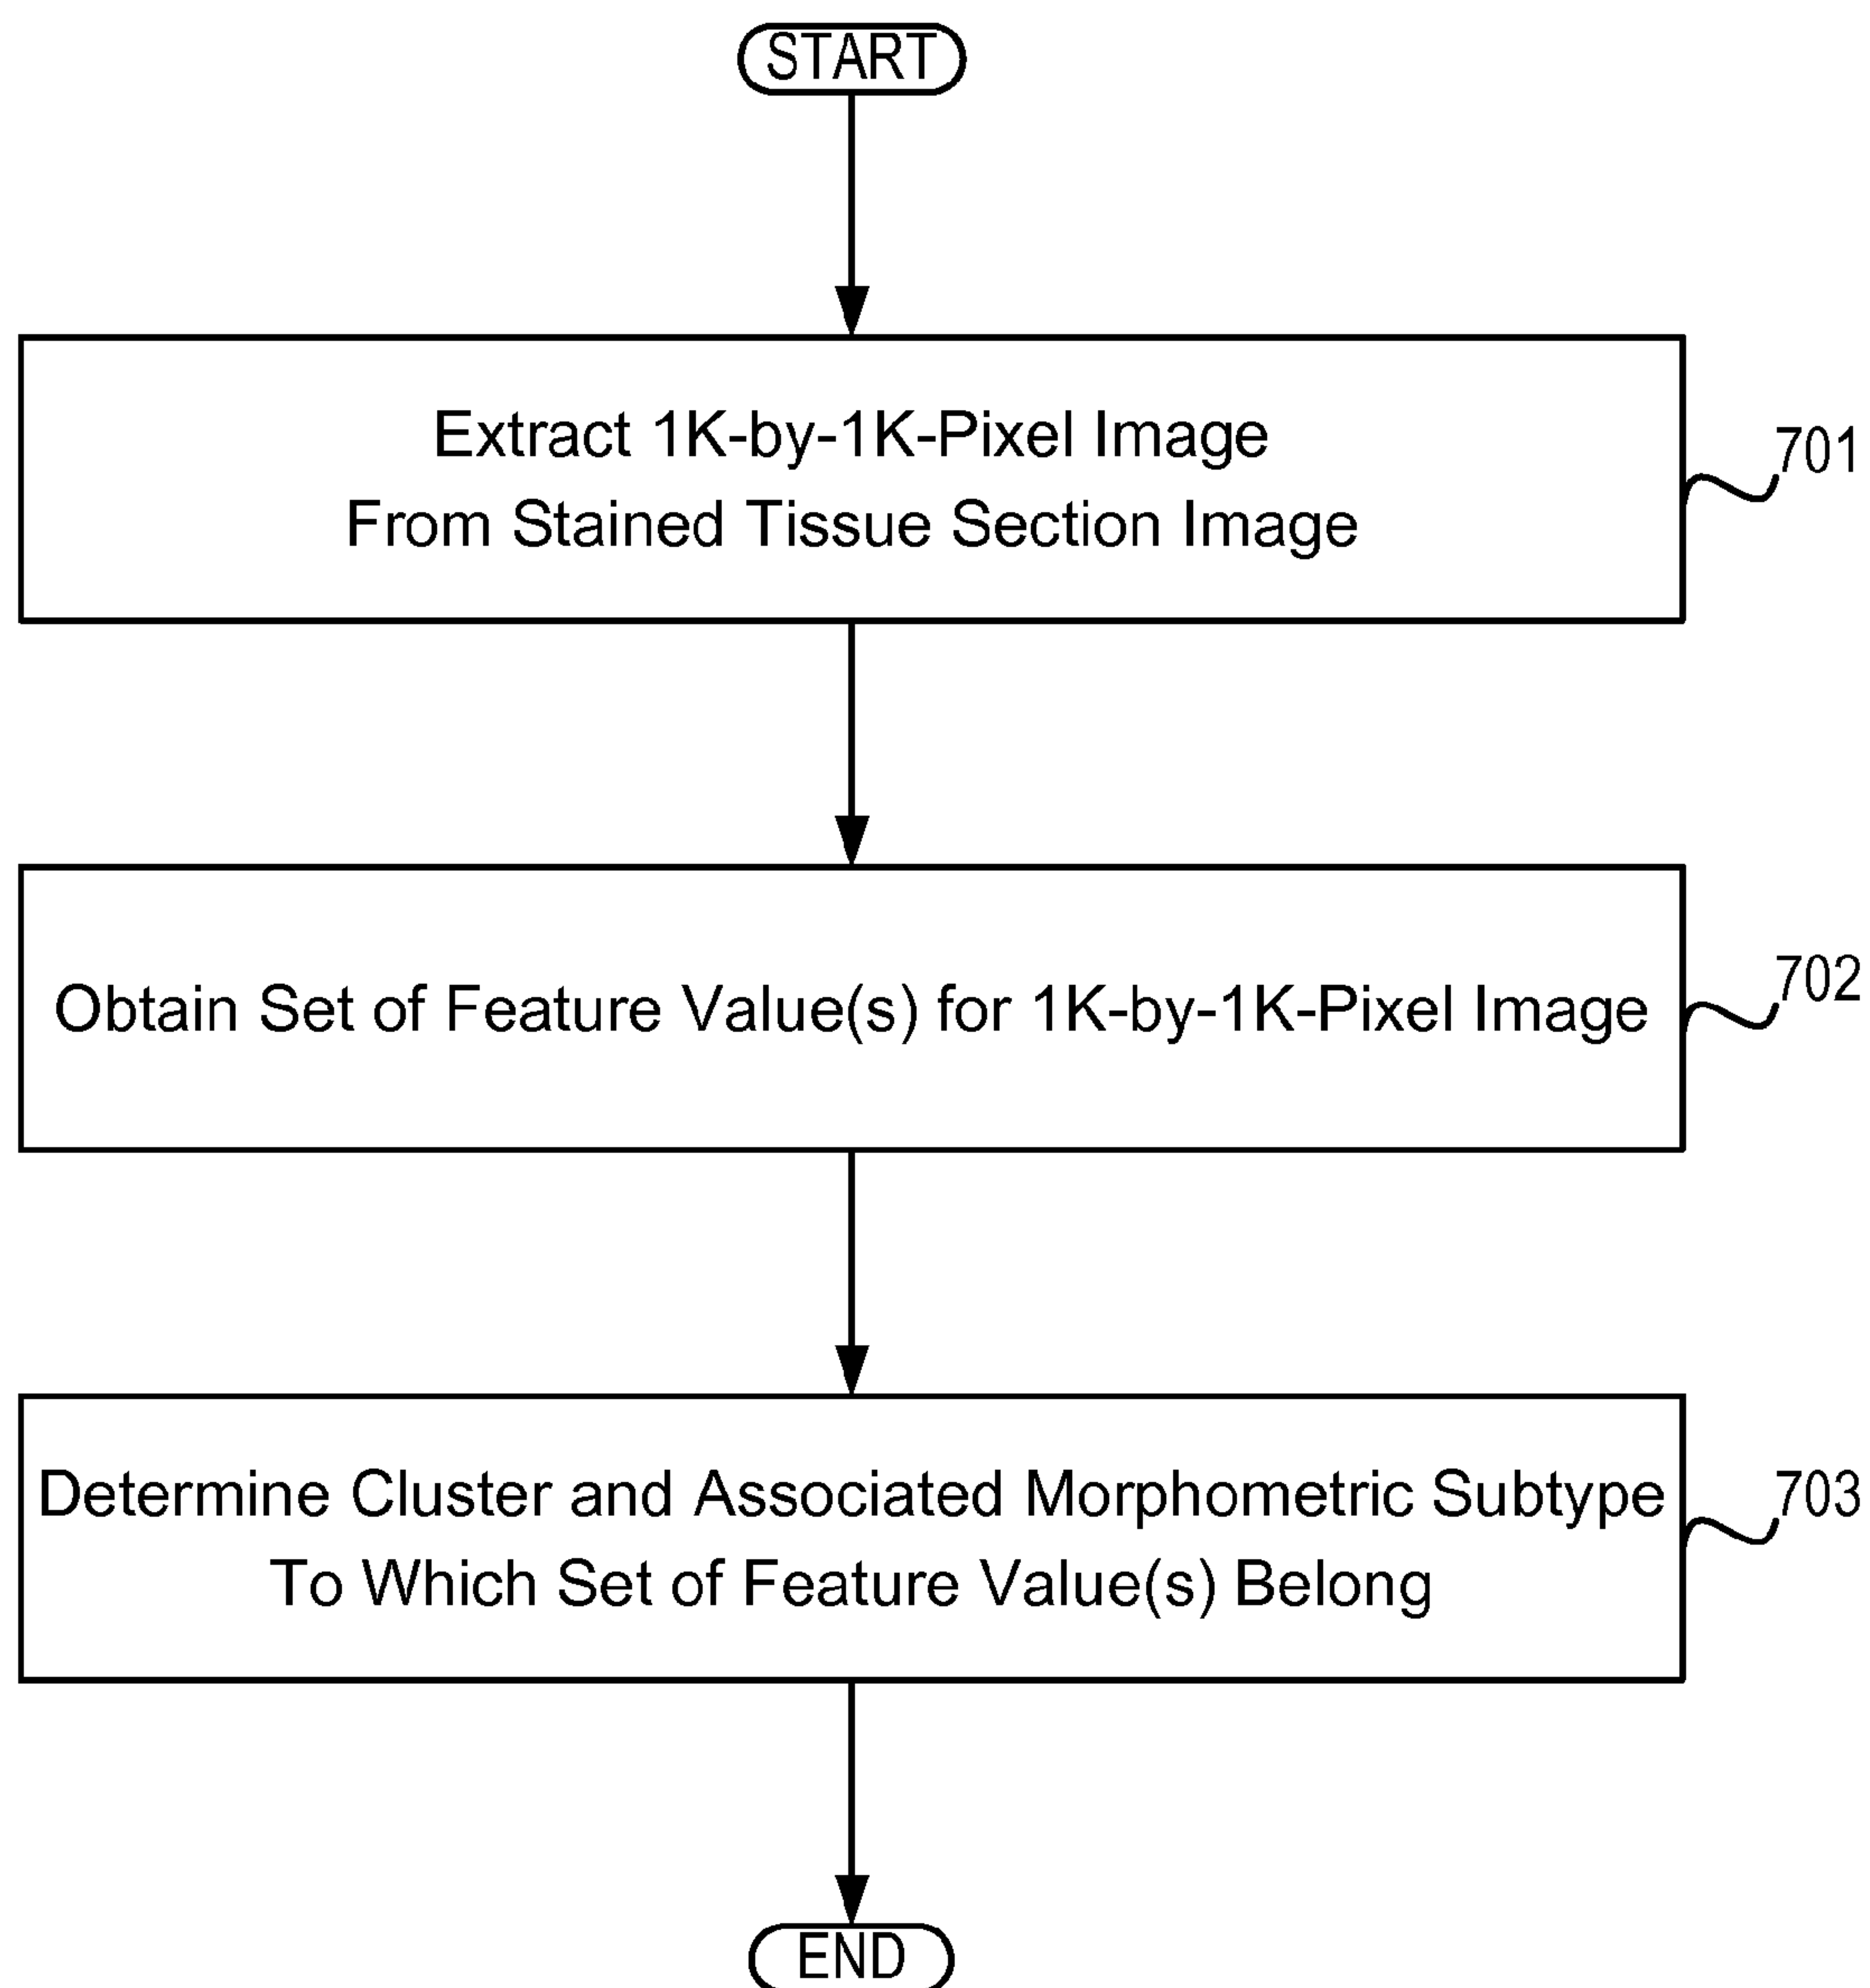 START
Extract 1K-by-1K-Pixel Image
From Stained Tissue Section Image
701
Obtain Set of Feature Value(s) for 1K-by-1K-Pixel Image
702
Determine Cluster and Associated Morphometric Subtype
To Which Set of Feature Value(s) Belong
703
END